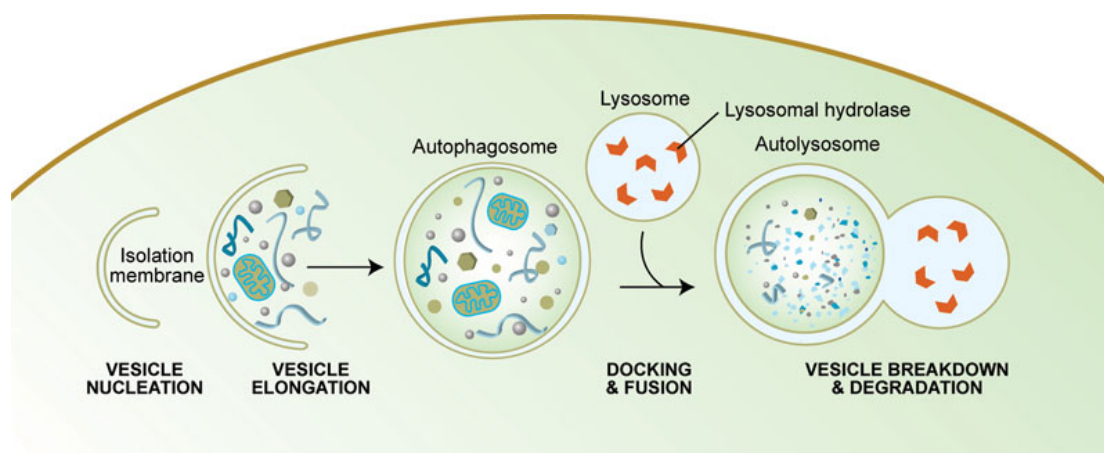 Isolation
membrane
Autophagosome
Lysosome
Lysosomal hydrolase
Autolysosome
VESICLE
NUCLEATION
VESICLE
ELONGATION
DOCKING
& FUSION
VESICLE BREAKDOWN
& DEGRADATION